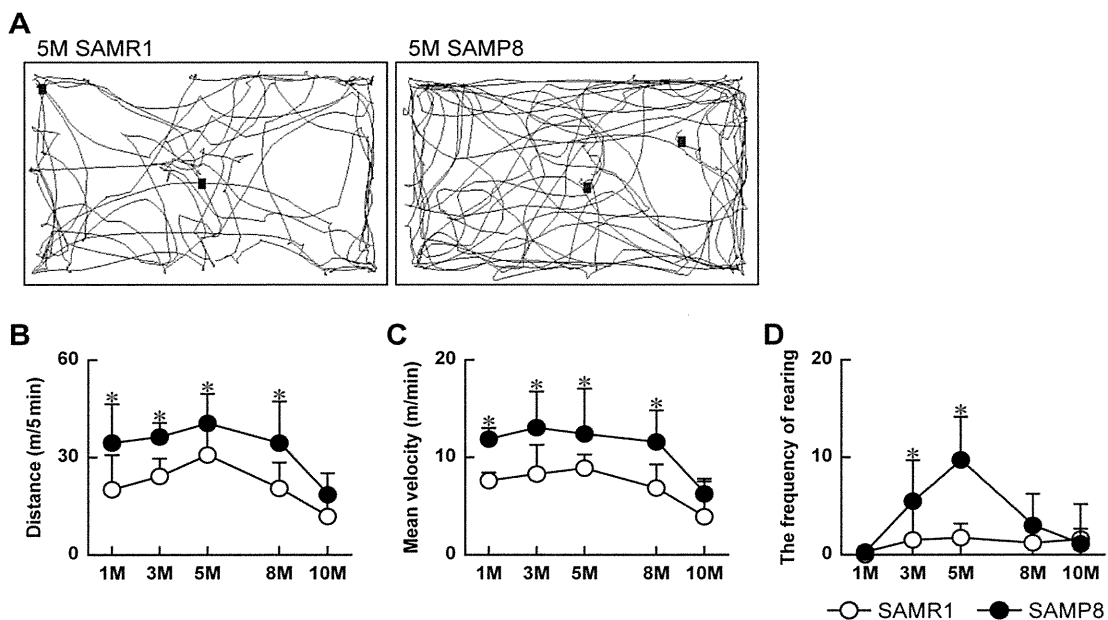 A
5M SAMR1
5M SAMP8
B
Distance (m/5min)
60
30
0
*
*
*
*
1M 3M 5M 8M 10M
C
Mean velocity (m/min)
20
10
0
*
*
*
*
1M 3M 5M 8M 10M
D
The frequency of rearing
20
10
0
*
*
1M 3M 5M 8M 10M
SAMR1 SAMP8